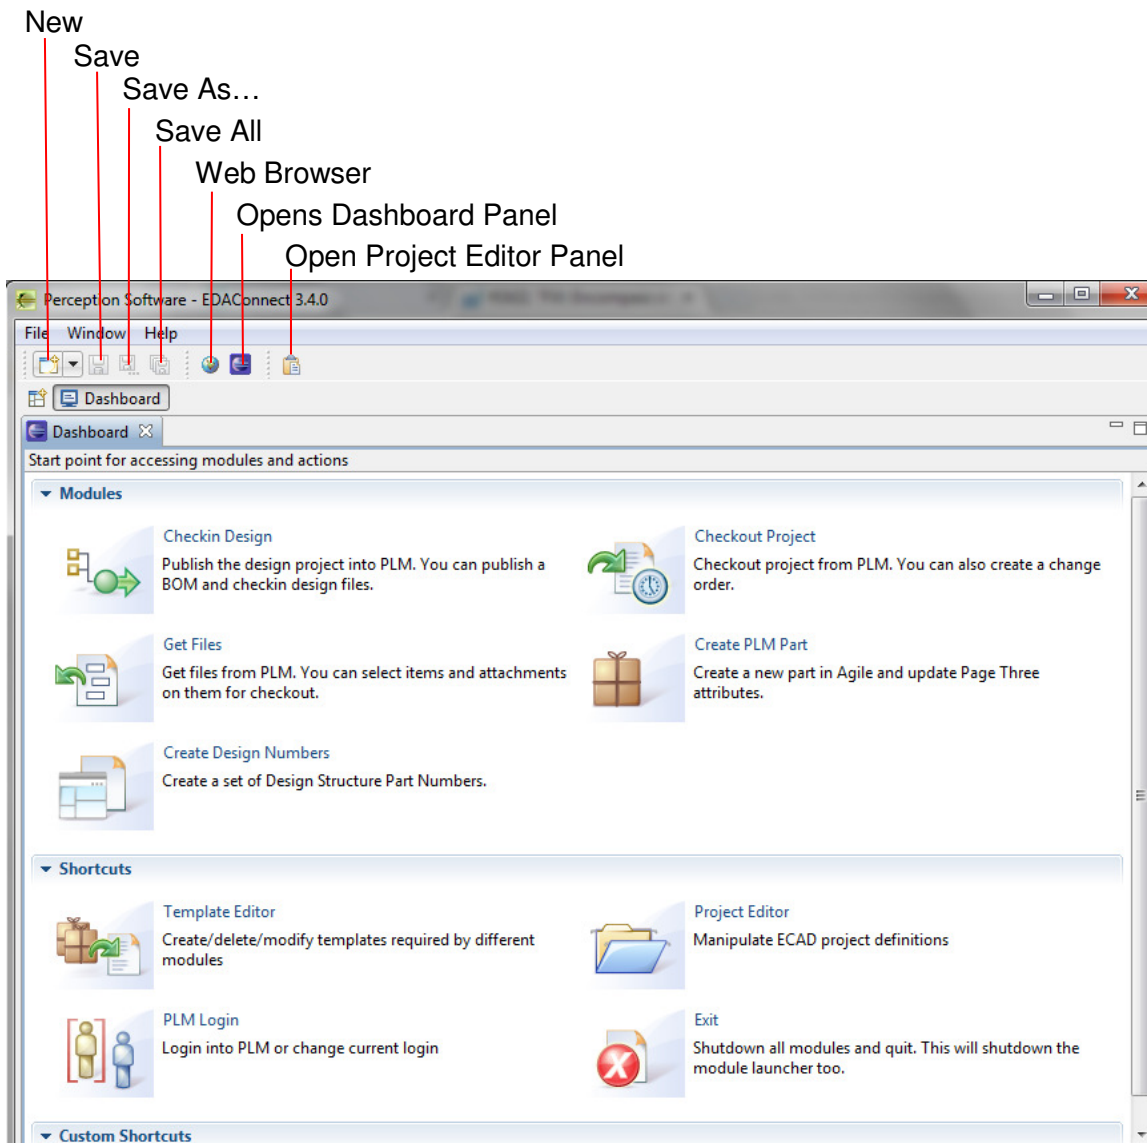 New
Save
Save As…
Save All
Web Browser
Opens Dashboard Panel
Open Project Editor Panel
Perception Software - EDAConnect 3.4.0
File Window Help
Dashboard
Dashboard
Start point for accessing modules and actions
Modules
Checkin Design
Publish the design project into PLM. You can publish a
BOM and checkin design files.
Checkout Project
Checkout project from PLM. You can also create a change
order.
Get Files
Get files from PLM. You can select items and attachments
on them for checkout.
Create PLM Part
Create a new part in Agile and update Page Three
attributes.
Create Design Numbers
Create a set of Design Structure Part Numbers.
Shortcuts
Template Editor
Create/delete/modify templates required by different
modules
Project Editor
Manipulate ECAD project definitions
PLM Login
Login into PLM or change current login
Exit
Shutdown all modules and quit. This will shutdown the
module launcher too.
Custom Shortcuts